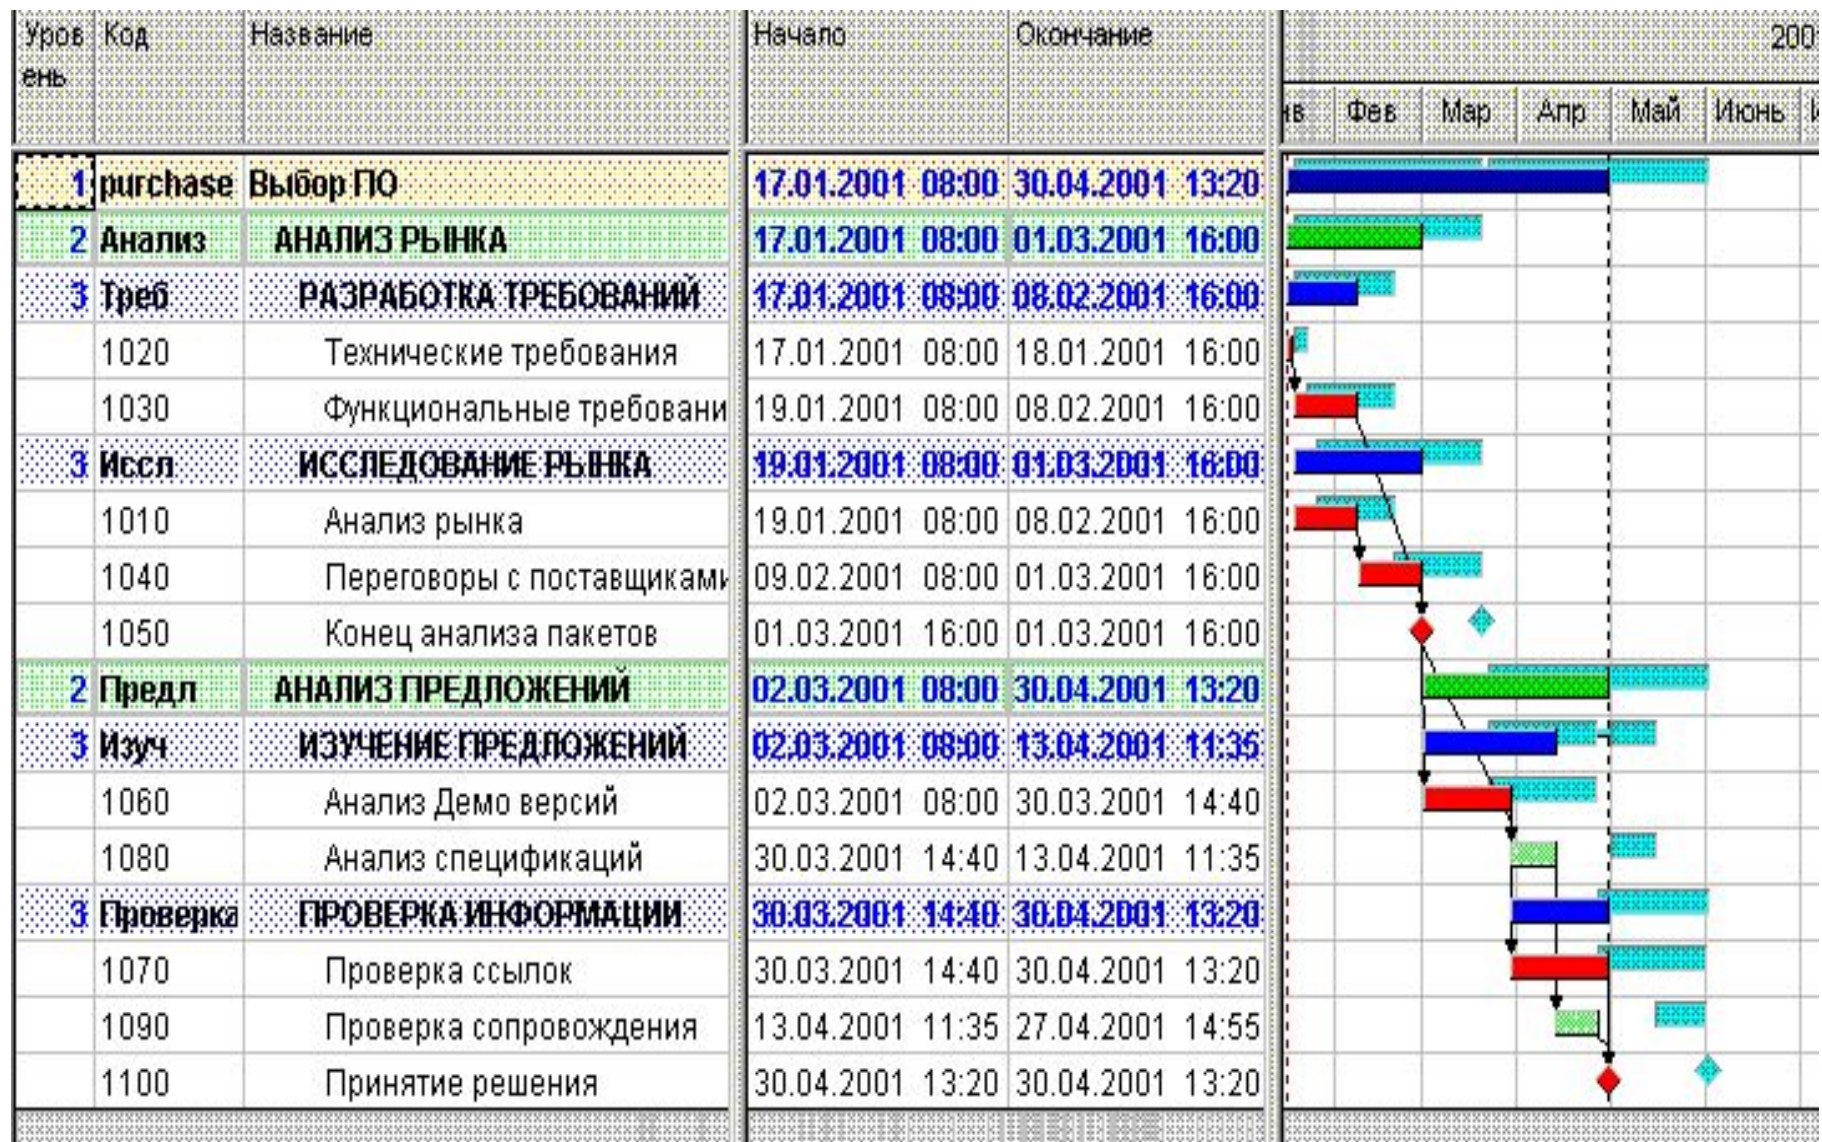 Уров Код Название Начало Окончание 200
ень
нв Фев Мар Апр Май Июнь
1 purchase Выбор ПО 17.01.2001 08:00 30.04.2001 13:20
2 Анализ АНАЛИЗ РЫНКА 17.01.2001 08:00 01.03.2001 16:00
3 Треб РАЗРАБОТКА ТРЕБОВАНИЙ 17.01.2001 08:00 08.02.2001 16:00
1020 Технические требования 17.01.2001 08:00 18.01.2001 16:00
1030 Функциональные требовани 19.01.2001 08:00 08.02.2001 16:00
3 Иссл ИССЛЕДОВАНИЕ РЫНКА 19.01.2001 08:00 01.03.2001 16:00
1010 Анализ рынка 19.01.2001 08:00 08.02.2001 16:00
1040 Переговоры с поставщиками 09.02.2001 08:00 01.03.2001 16:00
1050 Конец анализа пакетов 01.03.2001 16:00 01.03.2001 16:00
2 Предл АНАЛИЗ ПРЕДЛОЖЕНИЙ 02.03.2001 08:00 30.04.2001 13:20
3 Изуч ИЗУЧЕНИЕ ПРЕДЛОЖЕНИЙ 02.03.2001 08:00 13.04.2001 11:35
1060 Анализ Демо версий 02.03.2001 08:00 30.03.2001 14:40
1080 Анализ спецификаций 30.03.2001 14:40 13.04.2001 11:35
3 Проверка ПРОВЕРКА ИНФОРМАЦИИ 30.03.2001 14:40 30.04.2001 13:20
1070 Проверка ссылок 30.03.2001 14:40 30.04.2001 13:20
1090 Проверка сопровождения 13.04.2001 11:35 27.04.2001 14:55
1100 Принятие решения 30.04.2001 13:20 30.04.2001 13:20